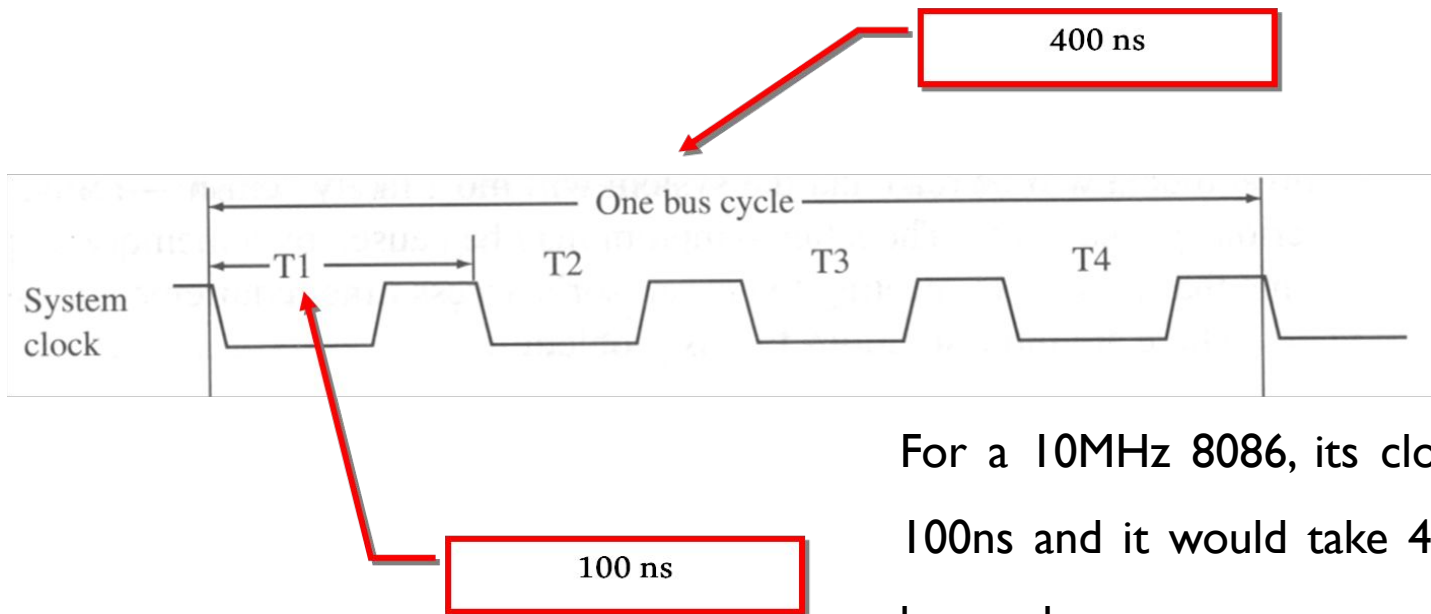 400 ns
One bus cycle
T1 T2 T3 T4
System
clock
For a 10MHz 8086, its clo
100ns and it would take 4
100 ns